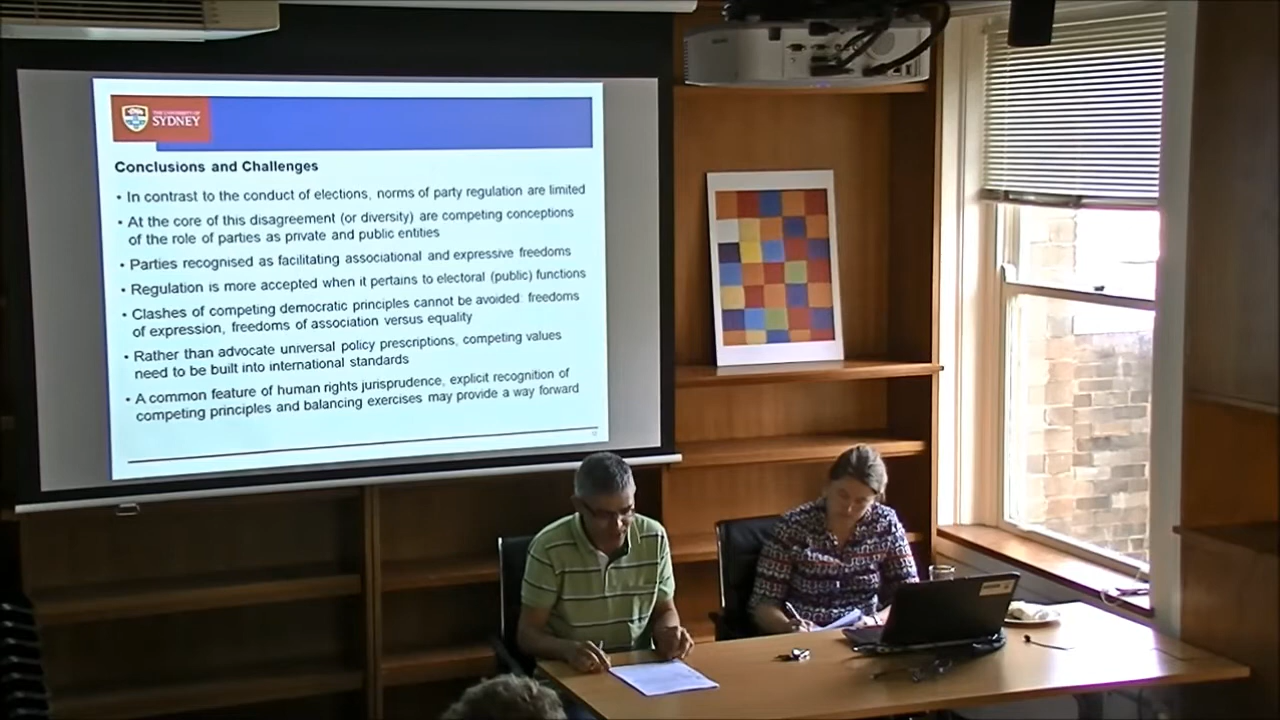 THE UNIVERSITY OF
SYDNEY
Conclusions and Challenges
• In contrast to the conduct of elections, norms of party regulation are limited
• At the core of this disagreement (or diversity) are competing conceptions
of the role of parties as private and public entities
• Parties recognised as facilitating associational and expressive freedoms
• Regulation is more accepted when it pertains to electoral (public) functions
• Clashes of competing democratic principles cannot be avoided: freedoms
of expression, freedoms of association versus equality
• Rather than advocate universal policy prescriptions, competing values
need to be built into international standards
• A common feature of human rights jurisprudence, explicit recognition of
competing principles and balancing exercises may provide a way forward